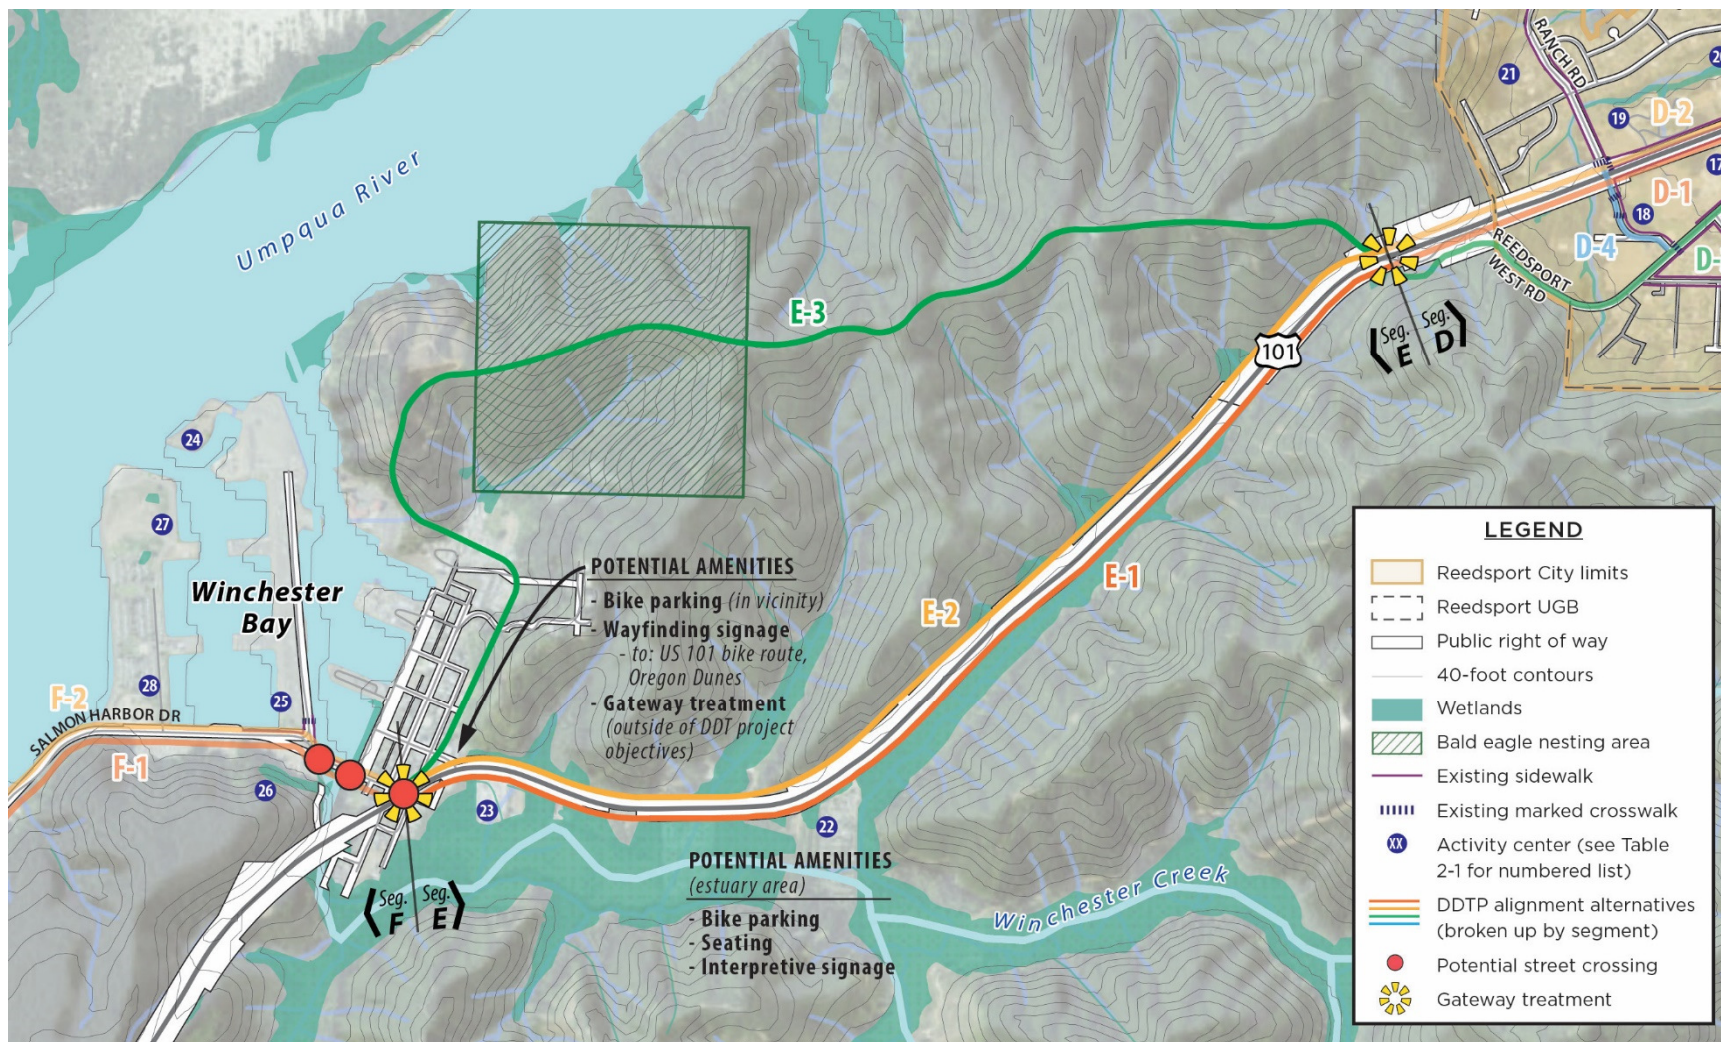 Umpqua River
RANCH RD
21
20
19
D-2
17
D-1
18
D-4
D-
REEDSPORT
WEST RD
E-3
Seg. E
Seg. D
101
24
27
Winchester
Bay
28
25
F-2
SALMON HARBOR DR
F-1
26
23
22
E-2
E-1
POTENTIAL AMENITIES
- Bike parking (in vicinity)
- Wayfinding signage
- to: US 101 bike route,
Oregon Dunes
- Gateway treatment
(outside of DDT project
objectives)
Seg. F
Seg. E
POTENTIAL AMENITIES
(estuary area)
- Bike parking
- Seating
- Interpretive signage
Winchester Creek
LEGEND
Reedsport City limits
Reedsport UGB
Public right of way
40-foot contours
Wetlands
Bald eagle nesting area
Existing sidewalk
Existing marked crosswalk
XX
Activity center (see Table
2-1 for numbered list)
DDTP alignment alternatives
(broken up by segment)
Potential street crossing
Gateway treatment